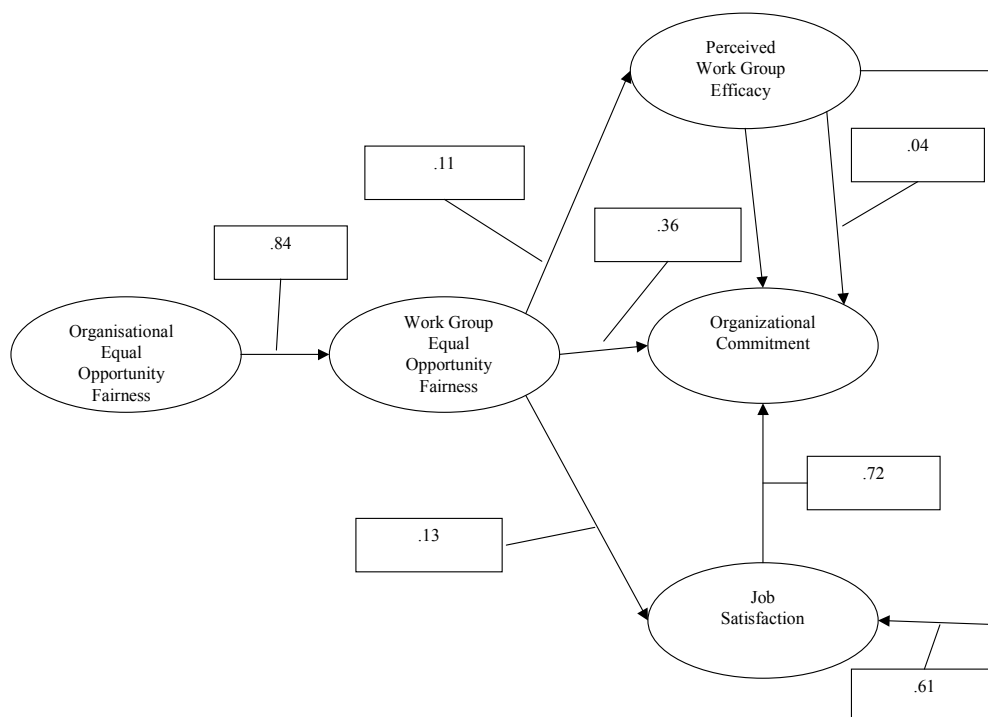 Perceived
Work Group
Efficacy
.04
.11
.36
.84
Organisational
Equal
Opportunity
Fairness
Work Group
Equal
Opportunity
Fairness
Organizational
Commitment
.72
.13
Job
Satisfaction
.61